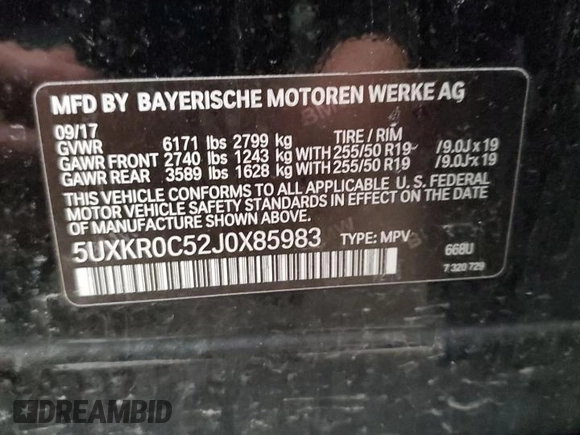 MFD BY BAYERISCHE MOTOREN WERKE AG
09/17
GVWR 6171 lbs 2799 kg TIRE / RIM
GAWR FRONT 2740 lbs 1243 kg WITH 255/50 R19 /9.0J x 19
GAWR REAR 3589 lbs 1628 kg WITH 255/50 R19 /9.0J x 19
THIS VEHICLE CONFORMS TO ALL APPLICABLE U. S. FEDERAL
MOTOR VEHICLE SAFETY STANDARDS IN EFFECT ON THE DATE
OF MANUFACTURE SHOWN ABOVE.
5UXKR0C52J0X85983 TYPE: MPV 668U
7 320 729
DREAMBID